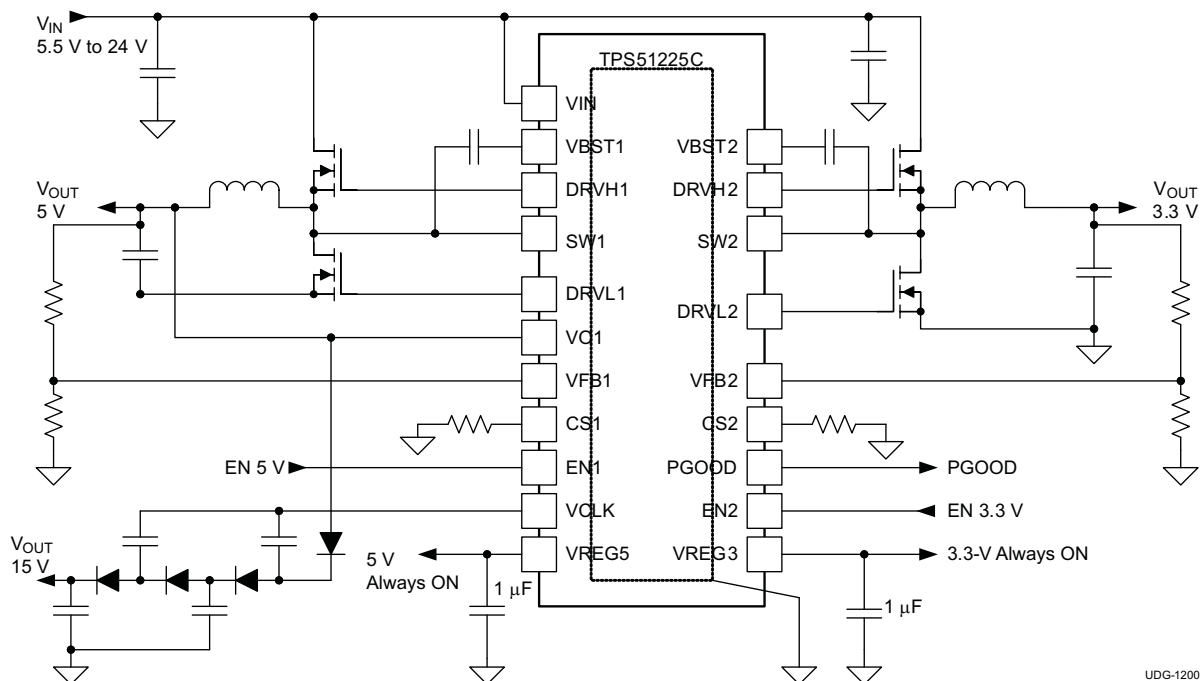 VIN
5.5 V to 24 V
TPS51225C
VIN
VBST1
VBST2
DRVH1
DRVH2
VOUT
5 V
VOUT
3.3 V
SW1
SW2
DRVL1
DRVL2
VO1
VFB1
VFB2
CS1
CS2
EN 5 V
EN1
PGOOD
PGOOD
VCLK
EN2
EN 3.3 V
VOUT
15 V
5 V
Always ON
VREG5
VREG3
3.3-V Always ON
1 μF
1 μF
UDG-1200